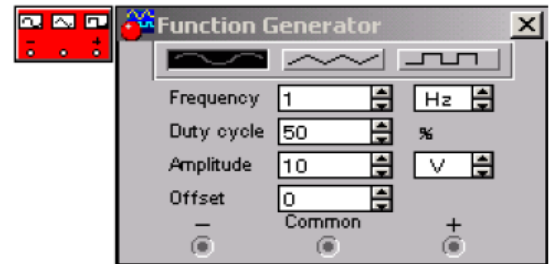 Function Generator
Frequency 1 Hz
Duty cycle 50 %
Amplitude 10 V
Offset 0
− Common +